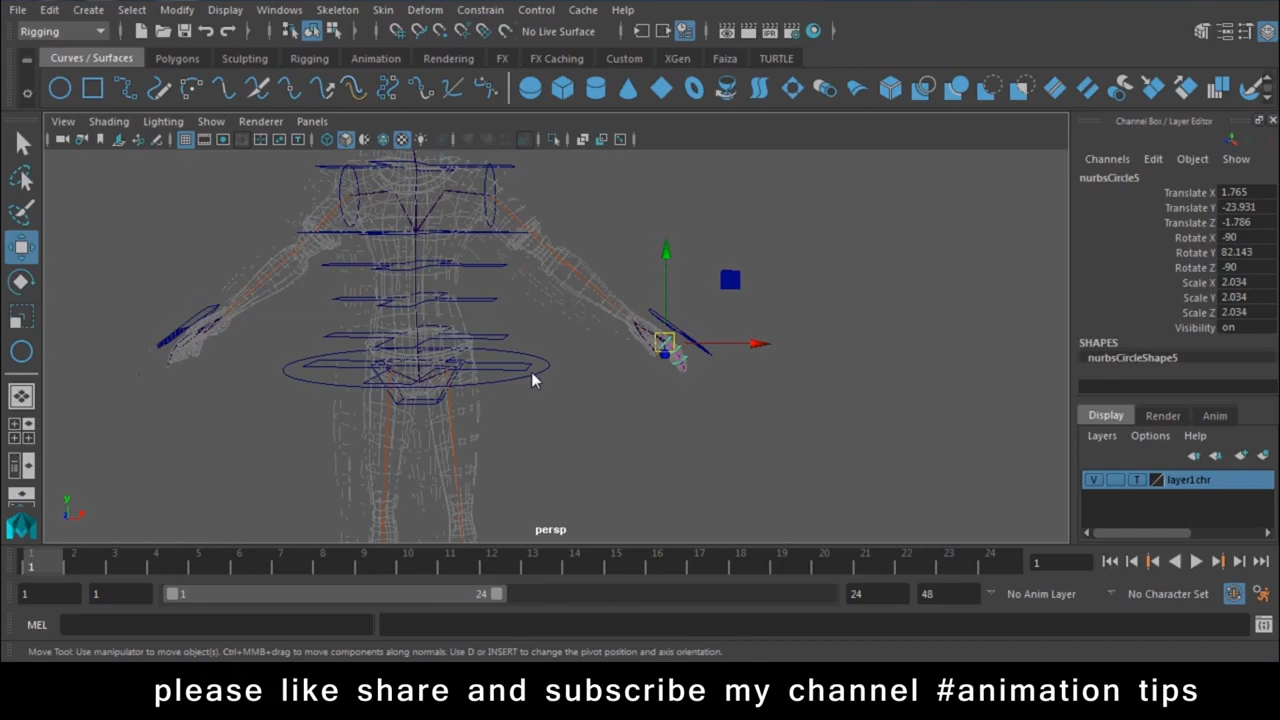 File Edit Create Select Modify Display Windows Skeleton Skin Deform Constrain Control Cache Help
Rigging No Live Surface
Curves / Surfaces Polygons Sculpting Rigging Animation Rendering FX FX Caching Custom XGen Faiza TURTLE
View Shading Lighting Show Renderer Panels
Channel Box / Layer Editor
Channels Edit Object Show
nurbsCircle5
Translate X 1.765
Translate Y -23.931
Translate Z -1.786
Rotate X -90
Rotate Y 82.143
Rotate Z -90
Scale X 2.034
Scale Y 2.034
Scale Z 2.034
Visibility on
SHAPES
nurbsCircleShape5
Display Render Anim
Layers Options Help
V T layer1chr
y
persp
1 2 3 4 5 6 7 8 9 10 11 12 13 14 15 16 17 18 19 20 21 22 23 24
1 1
1 1 1 24 24 48 No Anim Layer No Character Set
MEL
Move Tool: Use manipulator to move object(s). Ctrl+MMB+drag to move components along normals. Use D or INSERT to change the pivot position and axis orientation.
please like share and subscribe my channel #animation tips